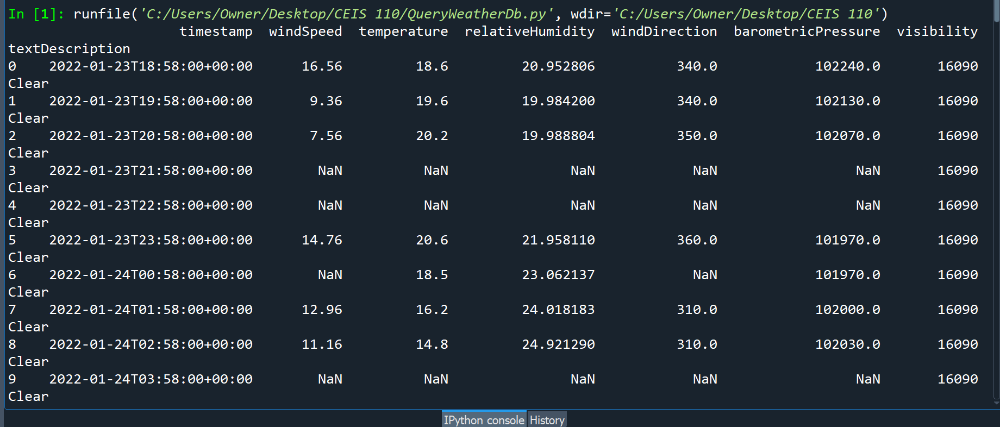 In [1]: runfile('C:/Users/Owner/Desktop/CEIS 110/QueryWeatherDb.py', wdir='C:/Users/Owner/Desktop/CEIS 110')
timestamp windSpeed temperature relativeHumidity windDirection barometricPressure visibility
textDescription
0 2022-01-23T18:58:00+00:00 16.56 18.6 20.952806 340.0 102240.0 16090
Clear
1 2022-01-23T19:58:00+00:00 9.36 19.6 19.984200 340.0 102130.0 16090
Clear
2 2022-01-23T20:58:00+00:00 7.56 20.2 19.988804 350.0 102070.0 16090
Clear
3 2022-01-23T21:58:00+00:00 NaN NaN NaN NaN NaN 16090
Clear
4 2022-01-23T22:58:00+00:00 NaN NaN NaN NaN NaN 16090
Clear
5 2022-01-23T23:58:00+00:00 14.76 20.6 21.958110 360.0 101970.0 16090
Clear
6 2022-01-24T00:58:00+00:00 NaN 18.5 23.062137 NaN 101970.0 16090
Clear
7 2022-01-24T01:58:00+00:00 12.96 16.2 24.018183 310.0 102000.0 16090
Clear
8 2022-01-24T02:58:00+00:00 11.16 14.8 24.921290 310.0 102030.0 16090
Clear
9 2022-01-24T03:58:00+00:00 NaN NaN NaN NaN NaN 16090
Clear
IPython console History